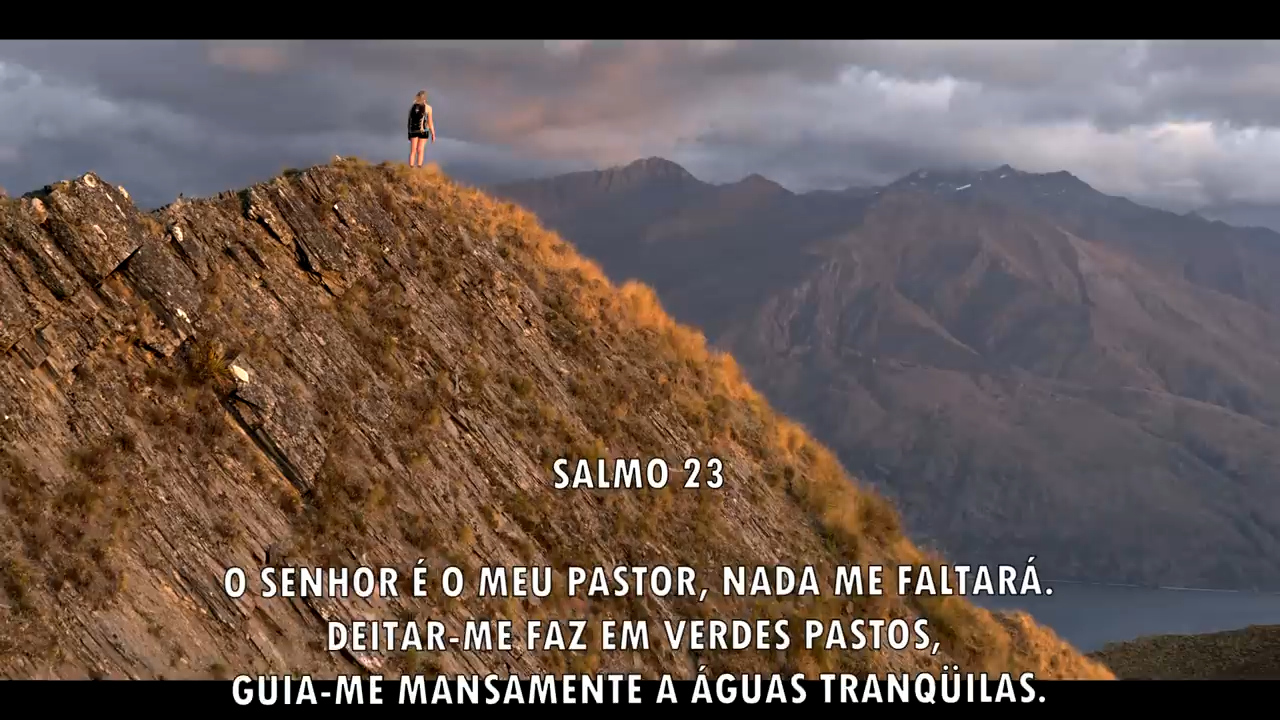 SALMO 23
O SENHOR É O MEU PASTOR, NADA ME FALTARÁ.
DEITAR-ME FAZ EM VERDES PASTOS,
GUIA-ME MANSAMENTE A ÁGUAS TRANQÜILAS.